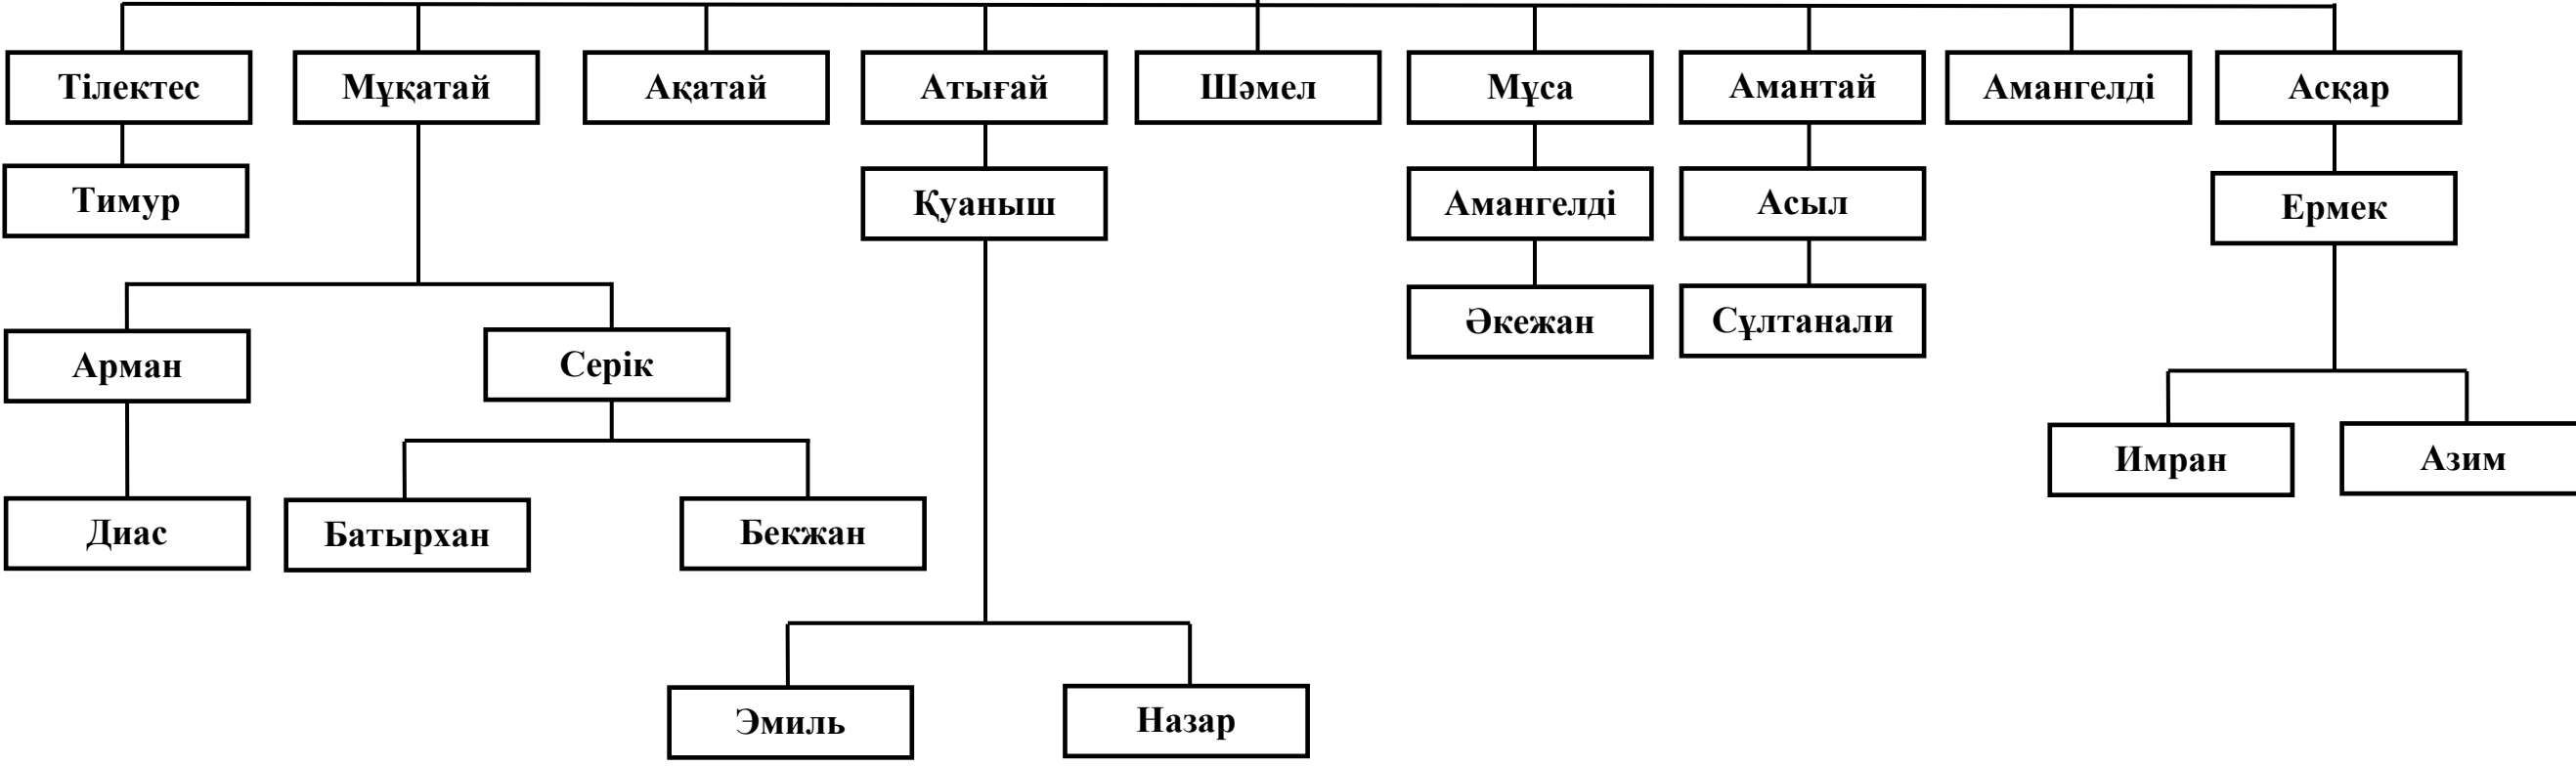 Тілектес
Мұқатай
Ақатай
Атығай
Шәмел
Мұса
Амантай
Амангелді
Асқар
Тимур
Қуаныш
Амангелді
Асыл
Ермек
Әкежан
Сұлтанали
Арман
Серік
Имран
Азим
Диас
Батырхан
Бекжан
Эмиль
Назар